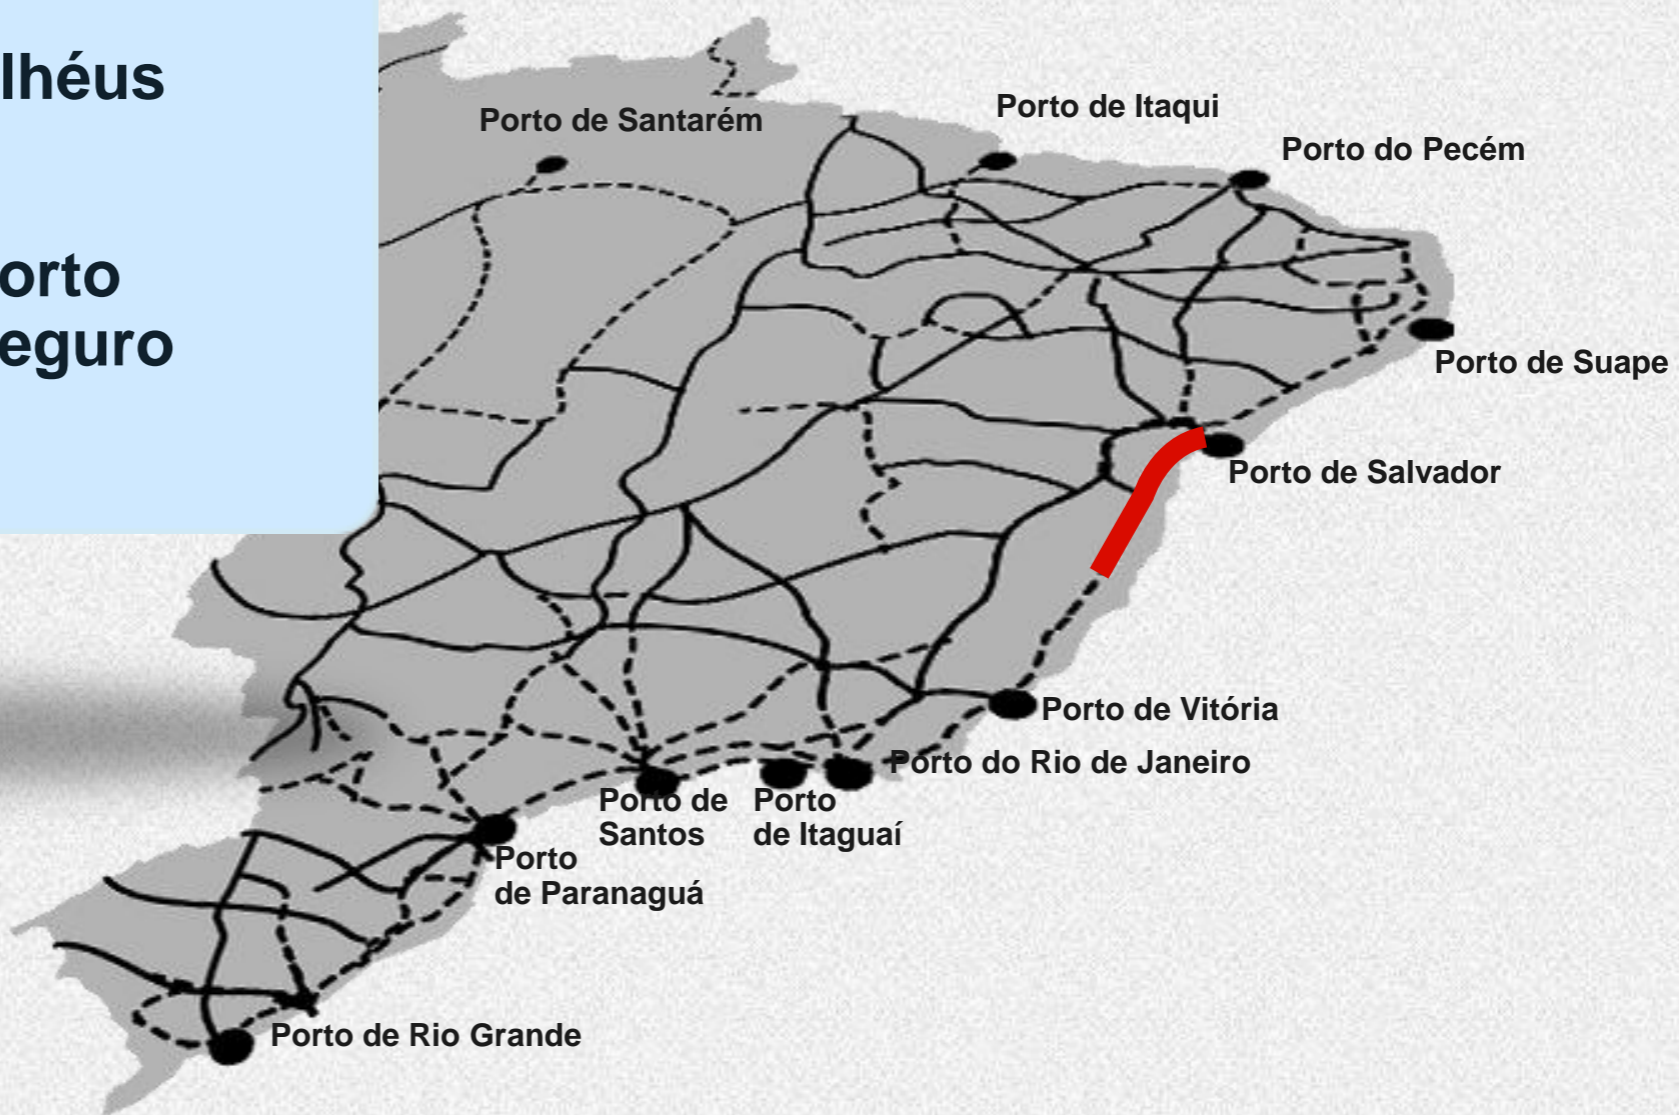 lhéus
orto
eguro
Porto de Santarém
Porto de Itaqui
Porto do Pecém
Porto de Suape
Porto de Salvador
Porto de Vitória
Porto do Rio de Janeiro
Porto de
Santos
Porto
de Itaguaí
Porto
de Paranaguá
Porto de Rio Grande